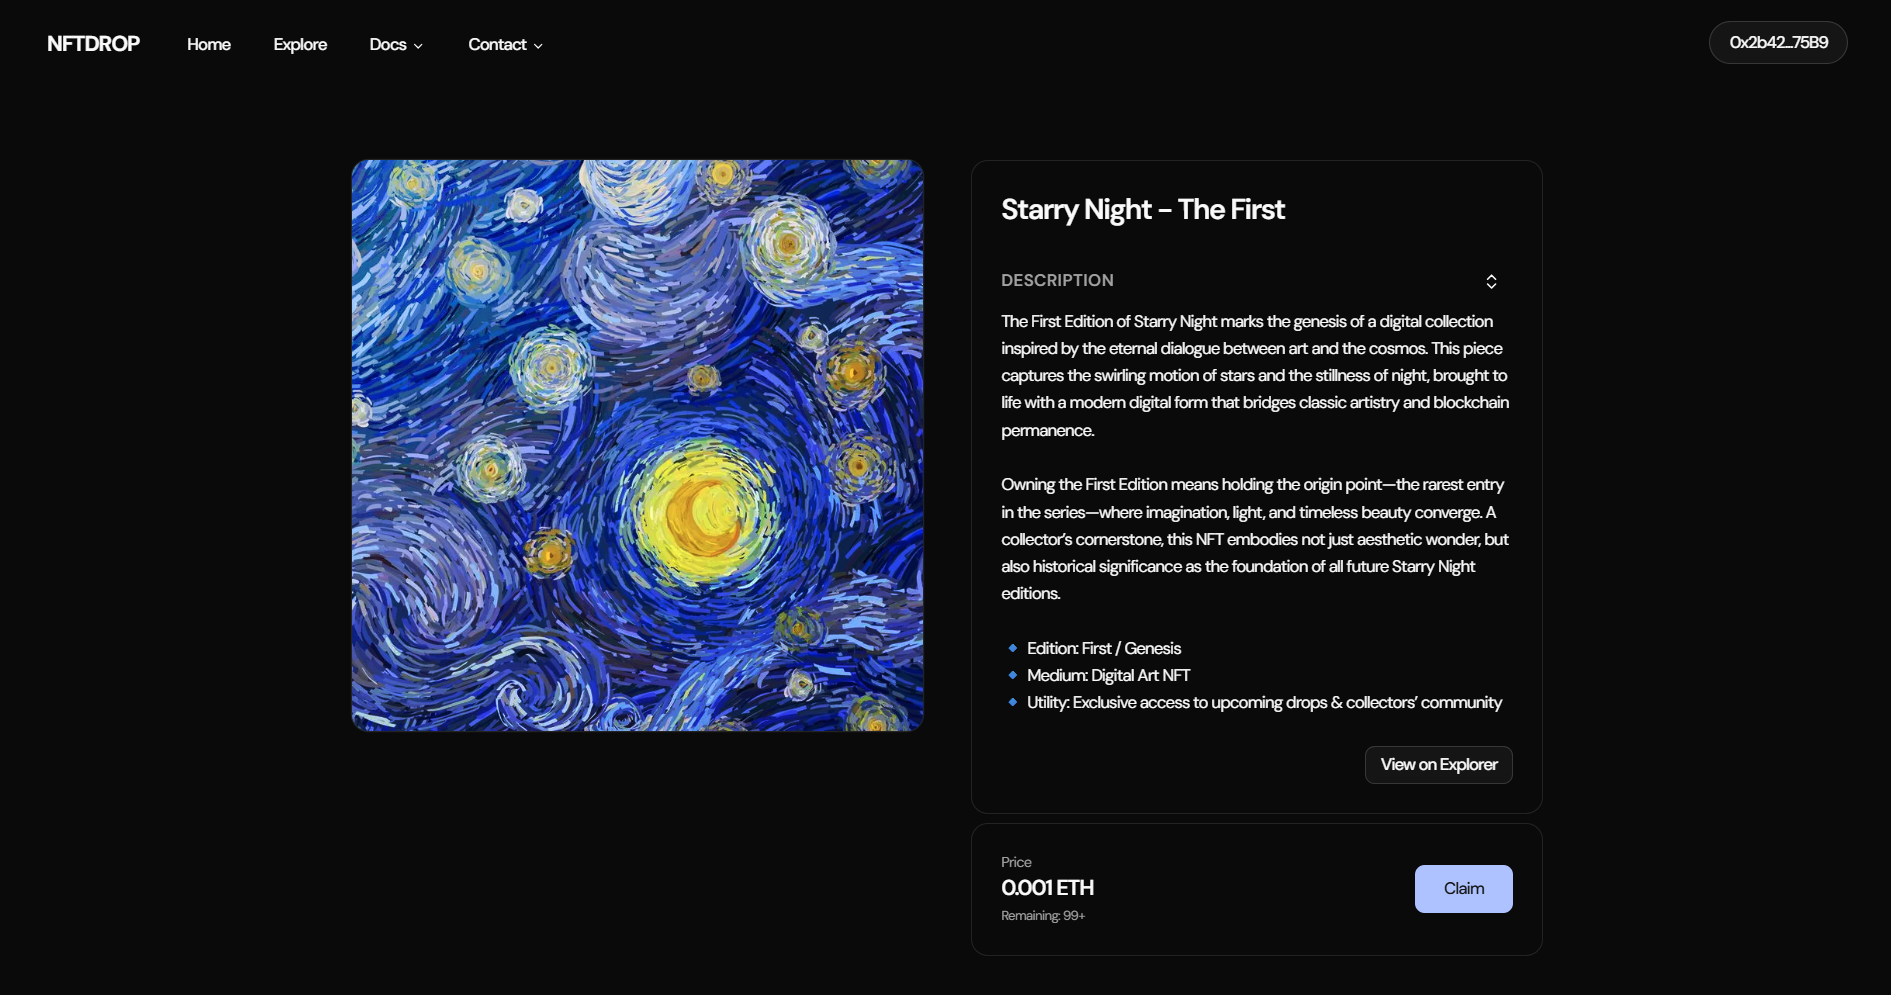 NFTDROP Home Explore Docs Contact 0x2b42...75B9
Starry Night - The First
DESCRIPTION
The First Edition of Starry Night marks the genesis of a digital collection
inspired by the eternal dialogue between art and the cosmos. This piece
captures the swirling motion of stars and the stillness of night, brought to
life with a modern digital form that bridges classic artistry and blockchain
permanence.
Owning the First Edition means holding the origin point—the rarest entry
in the series—where imagination, light, and timeless beauty converge. A
collector’s cornerstone, this NFT embodies not just aesthetic wonder, but
also historical significance as the foundation of all future Starry Night
editions.
🔹 Edition: First / Genesis
🔹 Medium: Digital Art NFT
🔹 Utility: Exclusive access to upcoming drops & collectors’ community
View on Explorer
Price
0.001 ETH
Remaining: 99+
Claim